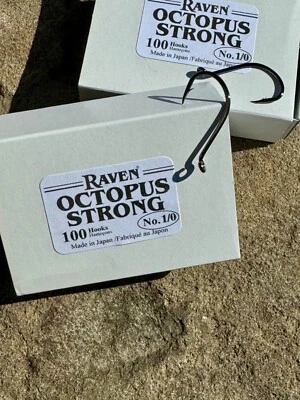 RAVEN®
OCTOPUS
STRONG
100 Hooks
Hameçons
No. 1/0
Made in Japan /Fabriqué au Japon
RAVEN®
OCTOPUS
STRONG
100 Hooks
Hameçons
No. 1/0
Made in Japan /Fabriqué au Japon